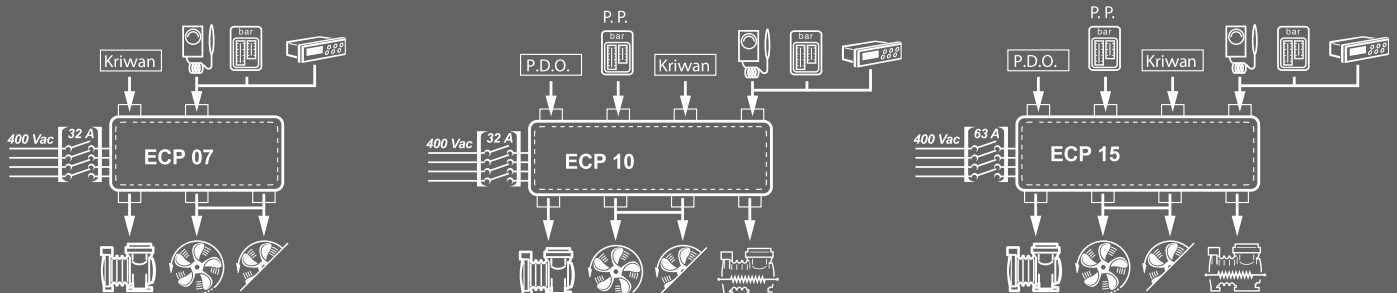 bar
Kriwan
400 Vac
32 A
ECP 07
P. P.
bar
bar
P.D.O.
Kriwan
400 Vac
32 A
ECP 10
P. P.
bar
bar
P.D.O.
Kriwan
400 Vac
63 A
ECP 15